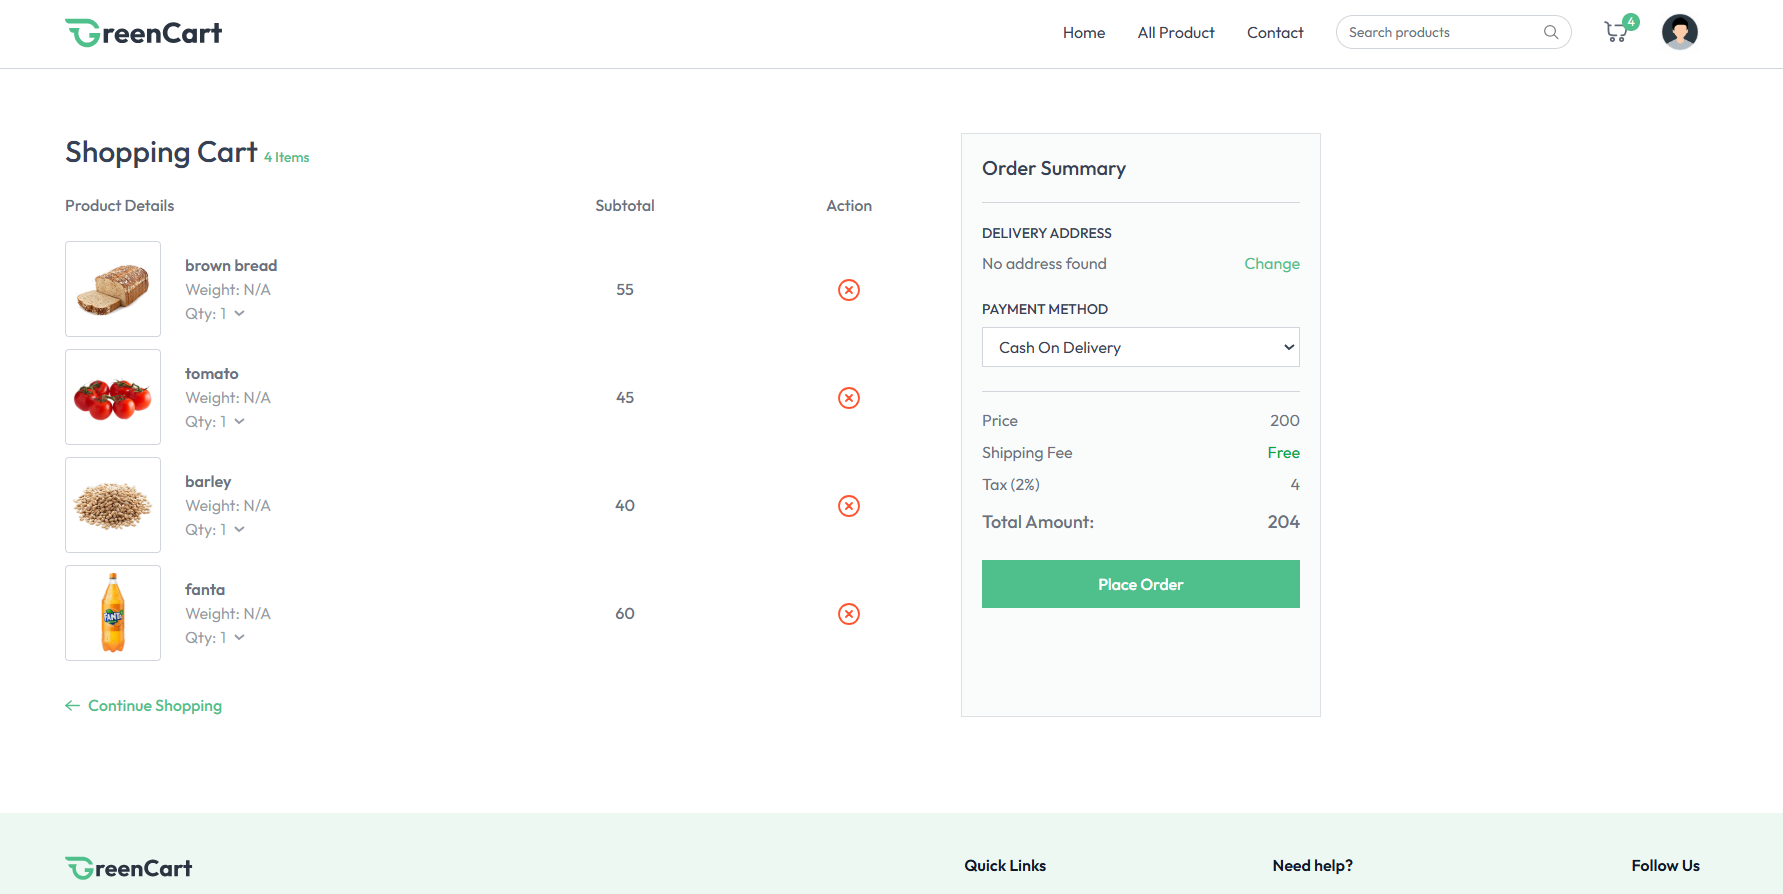 GreenCart
Home
All Product
Contact
Search products
4
Shopping Cart 4 Items
Product Details
Subtotal
Action
brown bread
Weight: N/A
Qty: 1
55
tomato
Weight: N/A
Qty: 1
45
barley
Weight: N/A
Qty: 1
40
FANTA
fanta
Weight: N/A
Qty: 1
60
Continue Shopping
Order Summary
DELIVERY ADDRESS
No address found
Change
PAYMENT METHOD
Cash On Delivery
Price 200
Shipping Fee Free
Tax (2%) 4
Total Amount: 204
Place Order
GreenCart
Quick Links
Need help?
Follow Us